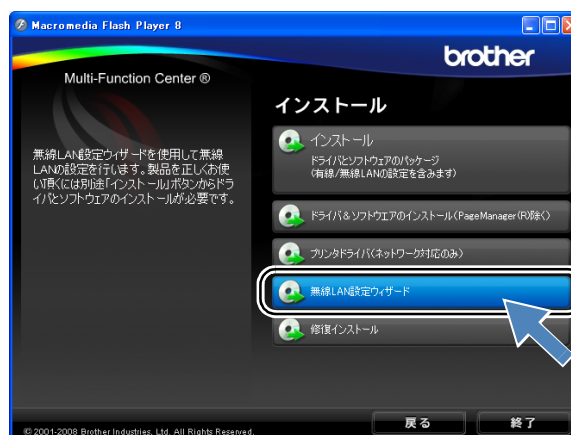 Macromedia Flash Player 8
brother
Multi-Function Center ®
インストール
無線LAN設定ウィザードを使用して無線
LANの設定を行います。製品を正しくお使
い頂くには別途「インストール」ボタンからドラ
イバとソフトウェアのインストールが必要です。
インストール
ドライバとソフトウェアのパッケージ
(有線/無線LANの設定を含みます)
ドライバ&ソフトウエアのインストール(PageManager(R)除く)
プリンタドライバ(ネットワーク対応のみ)
無線LAN設定ウィザード
修復インストール
戻る
終了
© 2001-2008 Brother Industries, Ltd. All Rights Reserved.